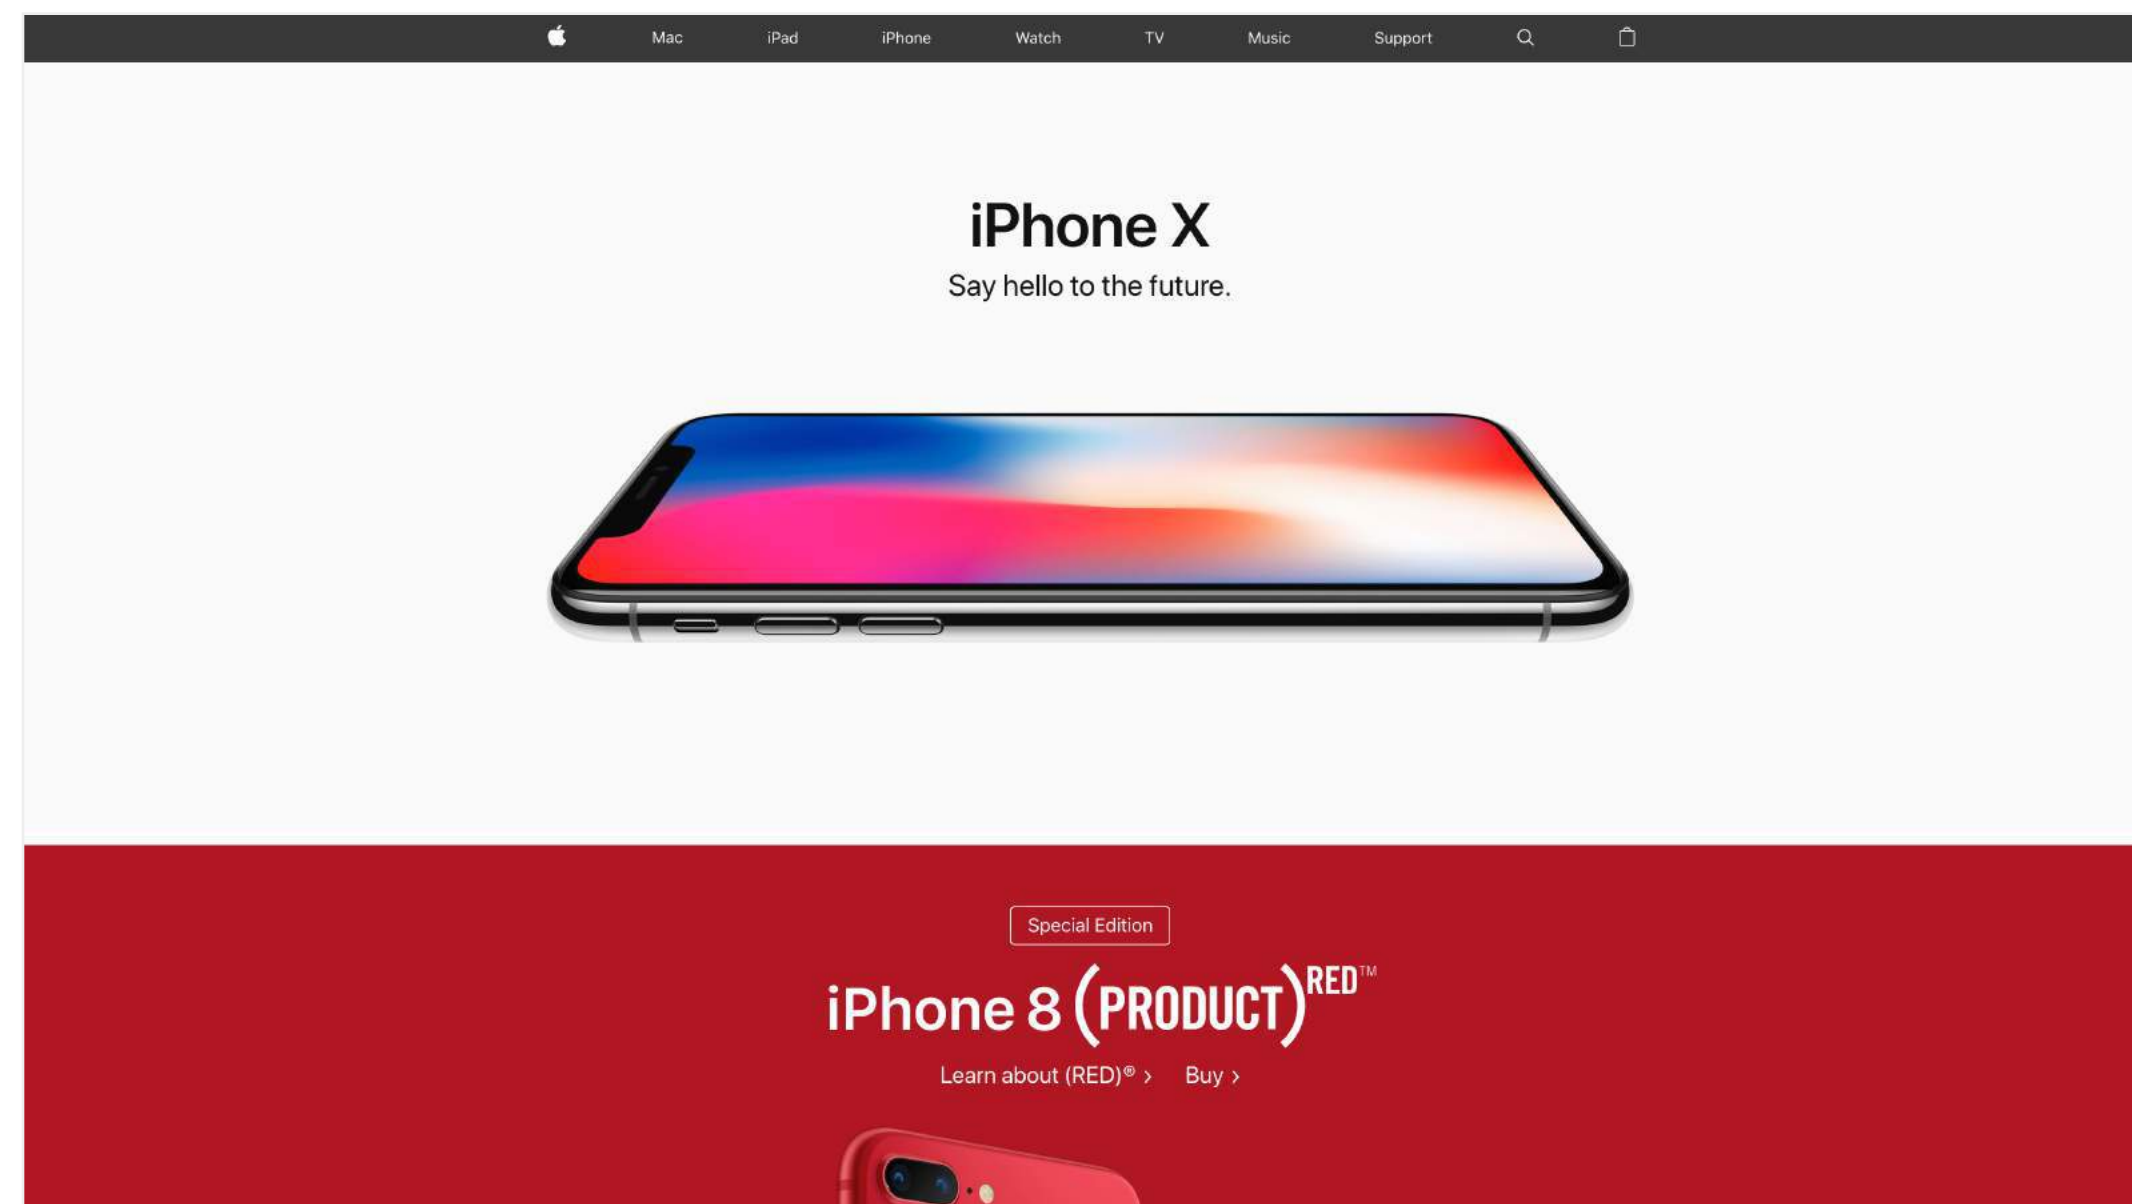 Mac iPad iPhone Watch TV Music Support
iPhone X
Say hello to the future.
Special Edition
iPhone 8 (PRODUCT)RED™
Learn about (RED)® > Buy >